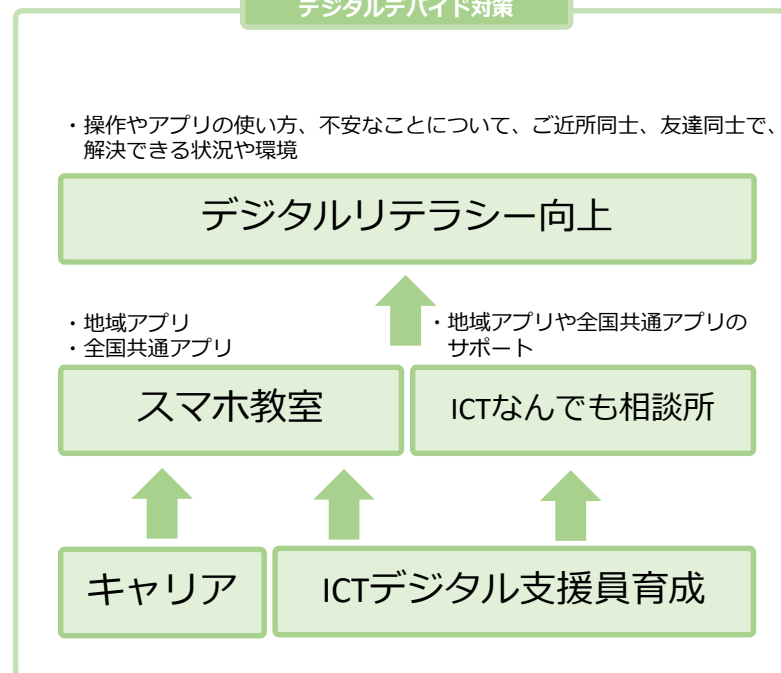 デジタルデバイド対策
・操作やアプリの使い方、不安なことについて、ご近所同士、友達同士で、
解決できる状況や環境
デジタルリテラシー向上
・地域アプリ
・全国共通アプリ
・地域アプリや全国共通アプリの
サポート
スマホ教室
ICTなんでも相談所
キャリア
ICTデジタル支援員育成